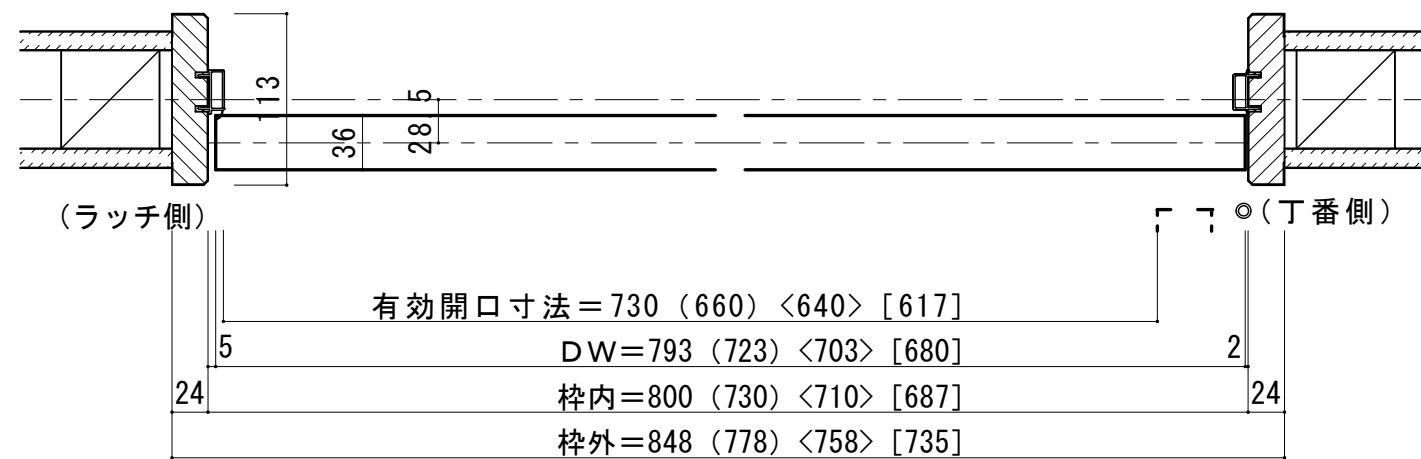 113
36
28.5
(ラッチ側)
◎(丁番側)
有効開口寸法＝730 (660) <640> [617]
5 DW＝793 (723) <703> [680] 2
24 枠内＝800 (730) <710> [687] 24
枠外＝848 (778) <758> [735]